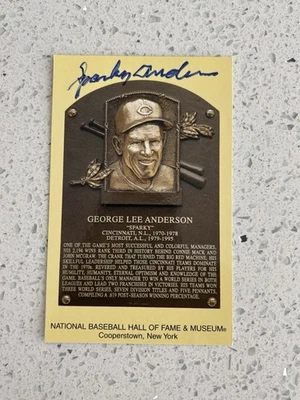 Sparky Anderson
C
GEORGE LEE ANDERSON
"SPARKY"
CINCINNATI, N.L., 1970-1978
DETROIT, A.L., 1979-1995
ONE OF THE GAME'S MOST SUCCESSFUL AND COLORFUL MANAGERS.
HIS 2,194 WINS RANK THIRD IN HISTORY BEHIND CONNIE MACK AND
JOHN MCGRAW. THE CRANK THAT TURNED THE BIG RED MACHINE, HIS
SKILLFUL LEADERSHIP HELPED THOSE CINCINNATI TEAMS DOMINATE
IN THE 1970s. REVERED AND TREASURED BY HIS PLAYERS FOR HIS
HUMILITY, HUMANITY, ETERNAL OPTIMISM AND KNOWLEDGE OF THE
GAME. BASEBALL'S ONLY MANAGER TO WIN A WORLD SERIES IN BOTH
LEAGUES AND LEAD TWO FRANCHISES IN VICTORIES. HIS TEAMS WON
THREE WORLD SERIES, SEVEN DIVISION TITLES AND FIVE PENNANTS,
COMPILING A .619 POST-SEASON WINNING PERCENTAGE.
NATIONAL BASEBALL HALL OF FAME & MUSEUM®
Cooperstown, New York